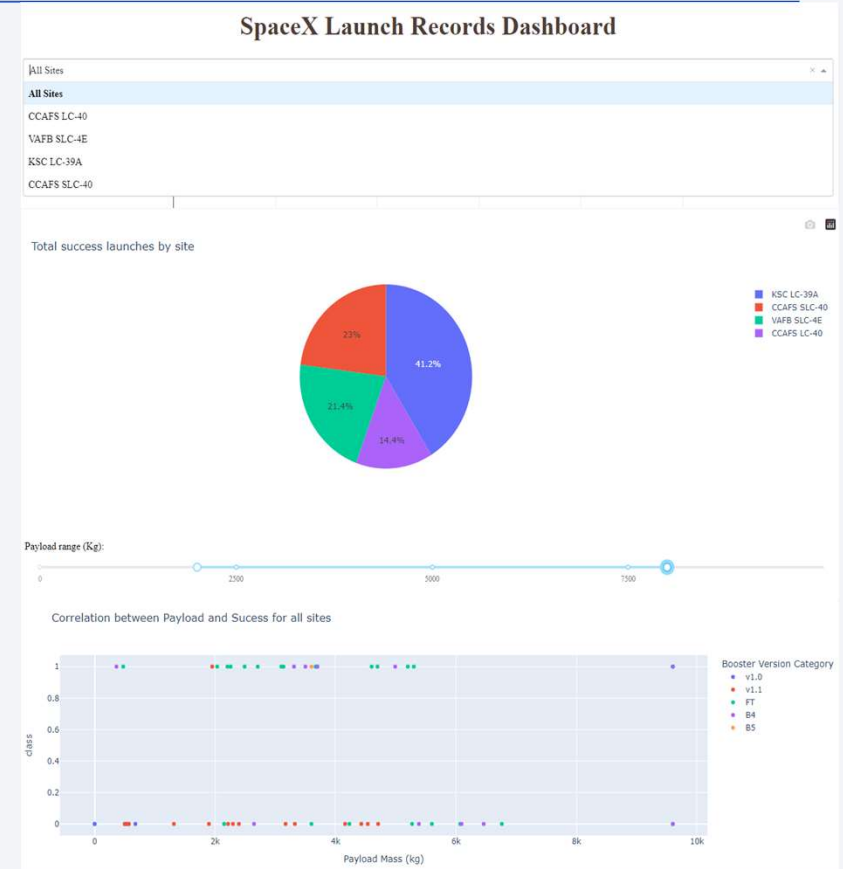 SpaceX Launch Records Dashboard
All Sites
All Sites
CCAFS LC-40
VAFB SLC-4E
KSC LC-39A
CCAFS SLC-40
Total success launches by site
KSC LC-39A
CCAFS SLC-40
VAFB SLC-4E
CCAFS LC-40
23%
41.2%
21.4%
14.4%
Payload range (Kg):
0 2500 5000 7500
Correlation between Payload and Sucess for all sites
Booster Version Category
v1.0
v1.1
FT
B4
B5
class
1
0.8
0.6
0.4
0.2
0
0 2k 4k 6k 8k 10k
Payload Mass (kg)